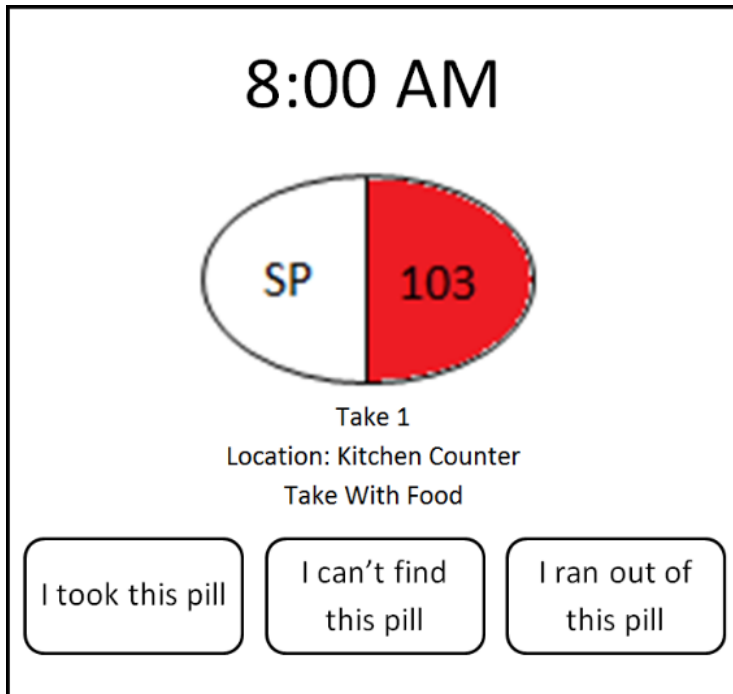 8:00 AM
SP 103
Take 1
Location: Kitchen Counter
Take With Food
I took this pill
I can't find
this pill
I ran out of
this pill